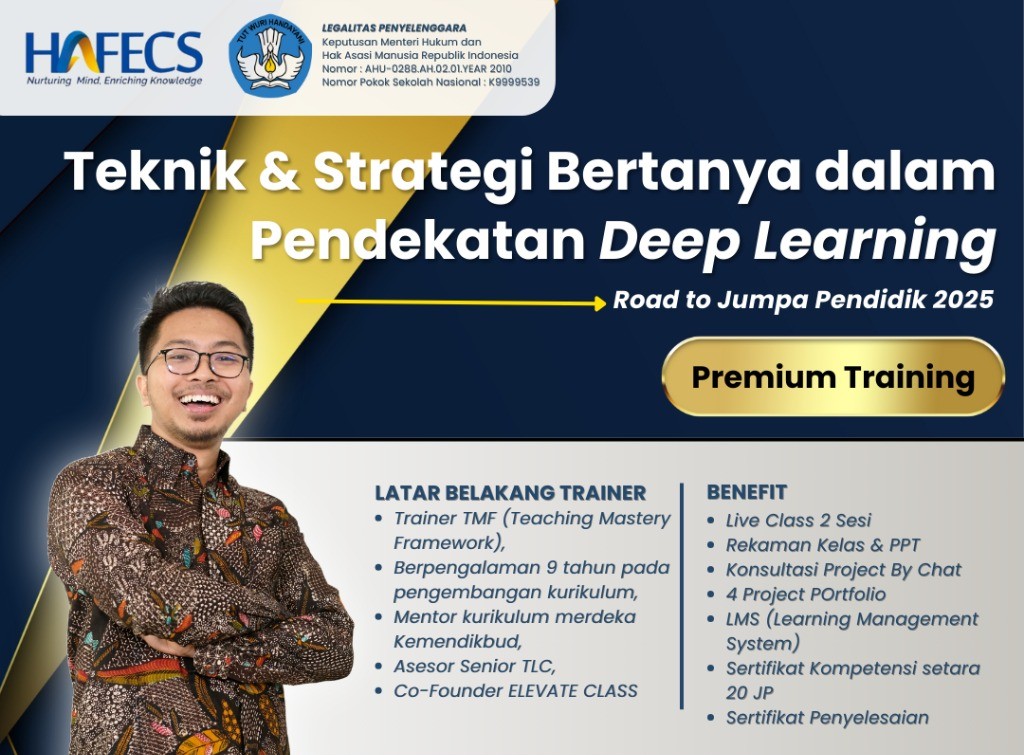 HAFECS
Nurturing Mind, Enriching Knowledge
TUT WURI HANDAYANI
LEGALITAS PENYELENGGARA
Keputusan Menteri Hukum dan
Hak Asasi Manusia Republik Indonesia
Nomor : AHU-0288.AH.02.01.YEAR 2010
Nomor Pokok Sekolah Nasional : K9999539
Teknik & Strategi Bertanya dalam
Pendekatan Deep Learning
Road to Jumpa Pendidik 2025
Premium Training
LATAR BELAKANG TRAINER
• Trainer TMF (Teaching Mastery
Framework),
• Berpengalaman 9 tahun pada
pengembangan kurikulum,
• Mentor kurikulum merdeka
Kemendikbud,
• Asesor Senior TLC,
• Co-Founder ELEVATE CLASS
BENEFIT
• Live Class 2 Sesi
• Rekaman Kelas & PPT
• Konsultasi Project By Chat
• 4 Project POrtfolio
• LMS (Learning Management
System)
• Sertifikat Kompetensi setara
20 JP
• Sertifikat Penyelesaian